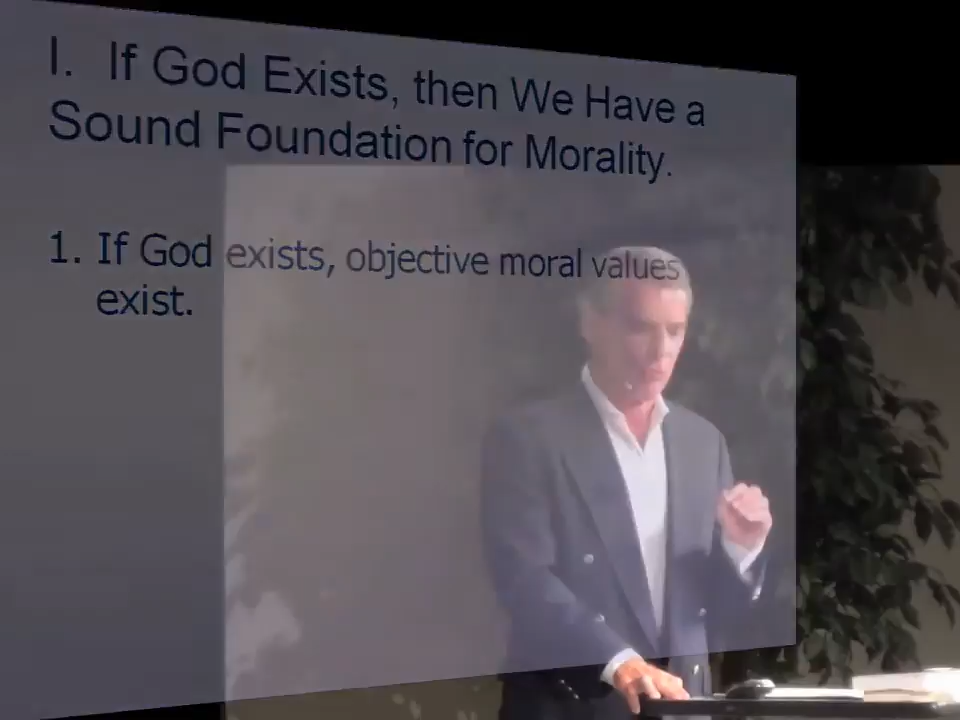 I. If God Exists, then We Have a
Sound Foundation for Morality.
1. If God exists, objective moral values
exist.